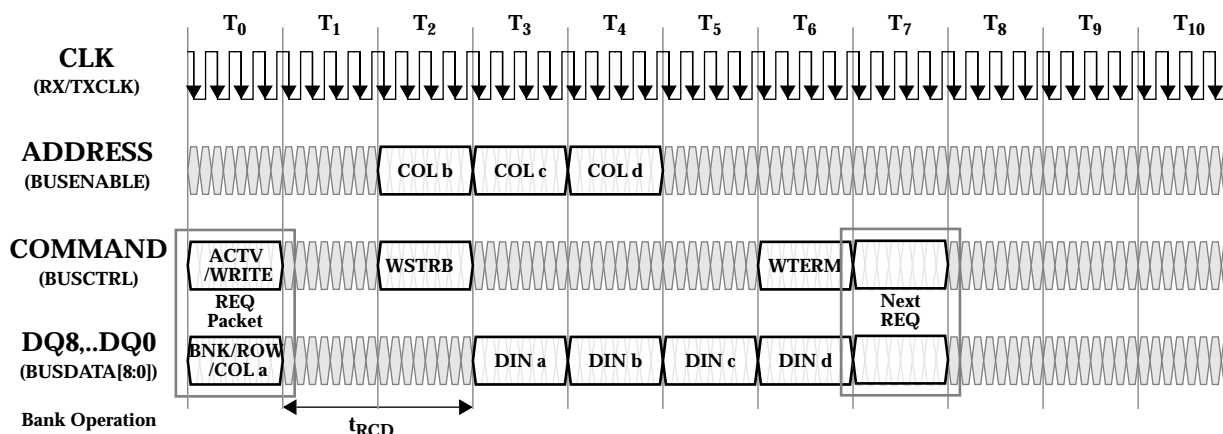 T0 T1 T2 T3 T4 T5 T6 T7 T8 T9 T10
CLK
(RX/TXCLK)
ADDRESS
(BUSENABLE)
COL b COL c COL d
COMMAND
(BUSCTRL)
ACTV
/WRITE
WSTRB
WTERM
REQ
Packet
Next
REQ
DQ8,..DQ0
(BUSDATA[8:0])
BNK/ROW
/COL a
DIN a DIN b DIN c DIN d
Bank Operation
tRCD